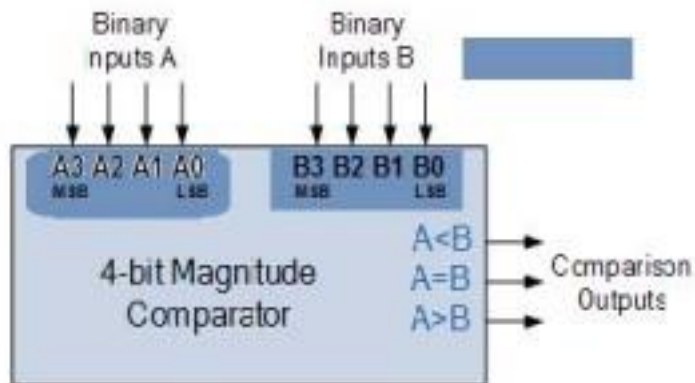 Binary
nputs A
Binary
Inputs B
A3 A2 A1 A0
MSB LSB
B3 B2 B1 B0
MSB LSB
4-bit Magnitude
Comparator
A<B
A=B
A>B
Comparison
Outputs